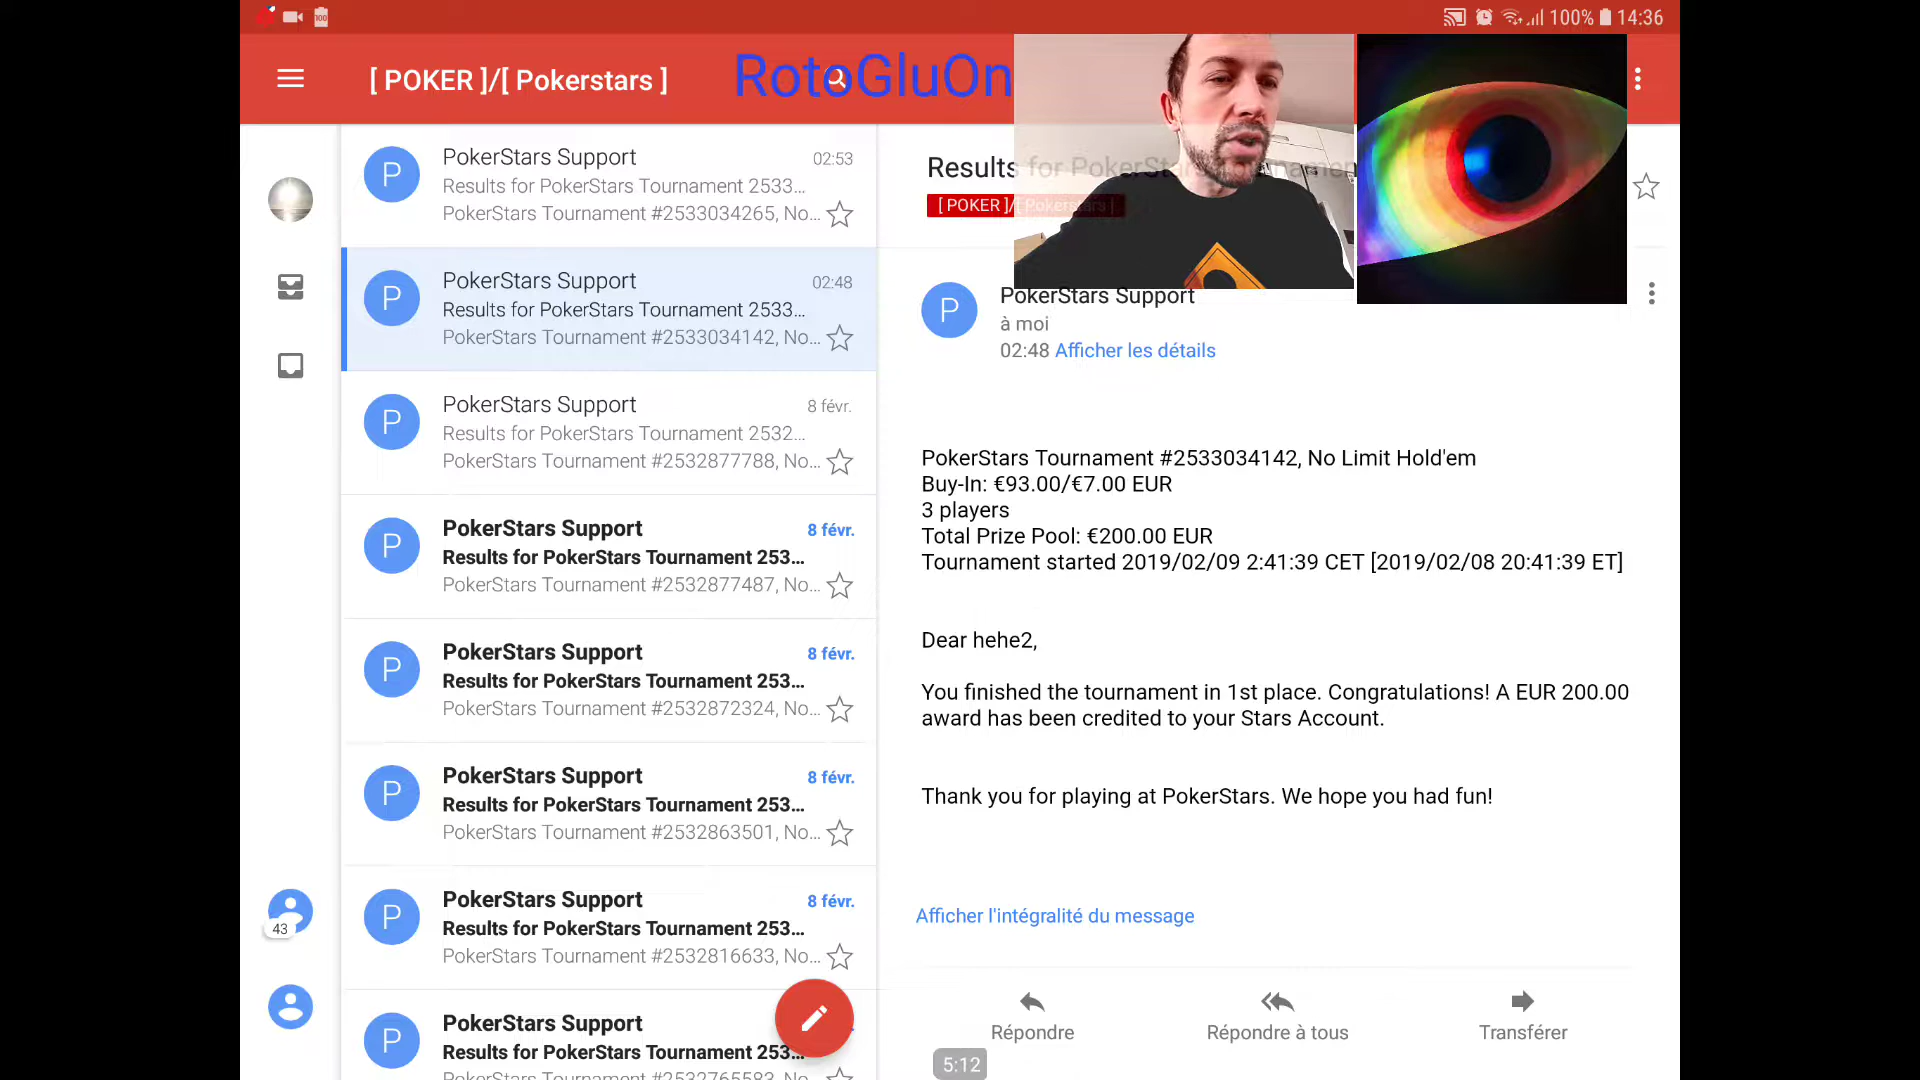 100
100% 14:36
[ POKER ]/[ Pokerstars ]
RotoGluOn
P
PokerStars Support
02:53
Results for PokerStars Tournament 2533...
PokerStars Tournament #2533034265, No...
P
PokerStars Support
02:48
Results for PokerStars Tournament 2533...
PokerStars Tournament #2533034142, No...
P
PokerStars Support
8 févr.
Results for PokerStars Tournament 2532...
PokerStars Tournament #2532877788, No...
P
PokerStars Support
8 févr.
Results for PokerStars Tournament 253...
PokerStars Tournament #2532877487, No...
P
PokerStars Support
8 févr.
Results for PokerStars Tournament 253...
PokerStars Tournament #2532872324, No...
P
PokerStars Support
8 févr.
Results for PokerStars Tournament 253...
PokerStars Tournament #2532863501, No...
P
PokerStars Support
8 févr.
Results for PokerStars Tournament 253...
PokerStars Tournament #2532816633, No...
P
PokerStars Support
Results for PokerStars Tournament 253...
PokerStars Tournament #2532765583, No...
43
Results for PokerStars Tournamen
[ POKER ]/[ Pokerstars ]
P
PokerStars Support
à moi
02:48 Afficher les détails
PokerStars Tournament #2533034142, No Limit Hold'em
Buy-In: €93.00/€7.00 EUR
3 players
Total Prize Pool: €200.00 EUR
Tournament started 2019/02/09 2:41:39 CET [2019/02/08 20:41:39 ET]
Dear hehe2,
You finished the tournament in 1st place. Congratulations! A EUR 200.00
award has been credited to your Stars Account.
Thank you for playing at PokerStars. We hope you had fun!
Afficher l'intégralité du message
Répondre
Répondre à tous
Transférer
5:12